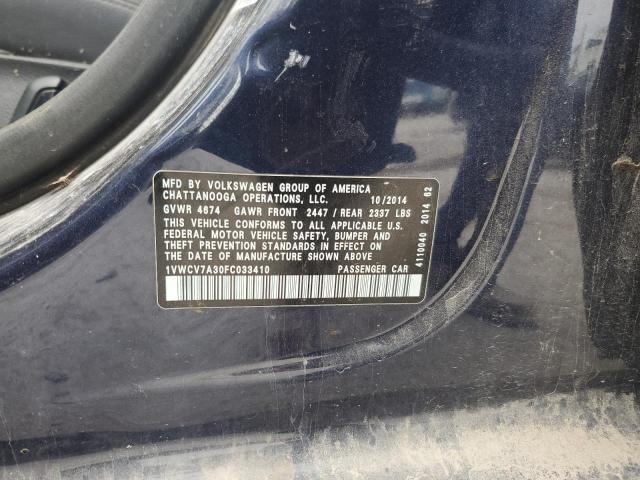 MFD BY VOLKSWAGEN GROUP OF AMERICA
CHATTANOOGA OPERATIONS, LLC. 10/2014
GVWR 4674 GAWR FRONT 2447 / REAR 2337 LBS
THIS VEHICLE CONFORMS TO ALL APPLICABLE U.S.
FEDERAL MOTOR VEHICLE SAFETY, BUMPER AND
THEFT PREVENTION STANDARDS IN EFFECT ON
THE DATE OF MANUFACTURE SHOWN ABOVE
1VWCV7A30FC033410 PASSENGER CAR
4110040 2014 62